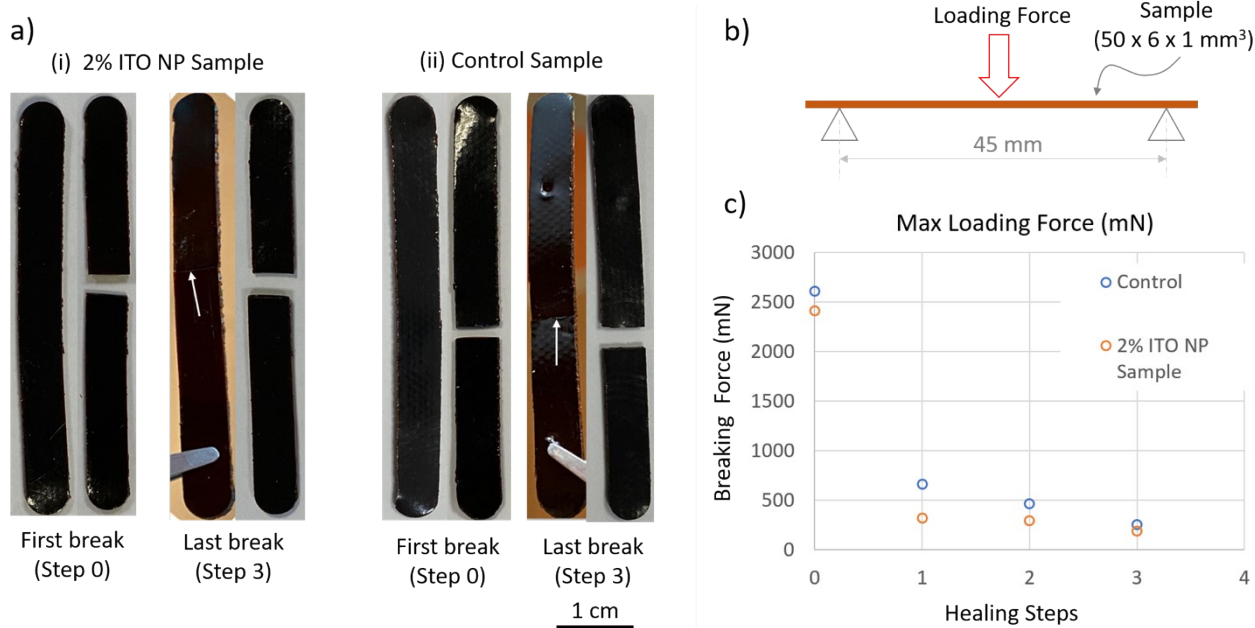 a)
(i) 2% ITO NP Sample
(ii) Control Sample
First break
(Step 0)
Last break
(Step 3)
First break
(Step 0)
Last break
(Step 3)
1 cm
b)
Loading Force
Sample
(50 x 6 x 1 mm³)
45 mm
c)
Max Loading Force (mN)
Breaking Force (mN)
3000
2500
2000
1500
1000
500
0
Control
2% ITO NP
Sample
0 1 2 3 4
Healing Steps